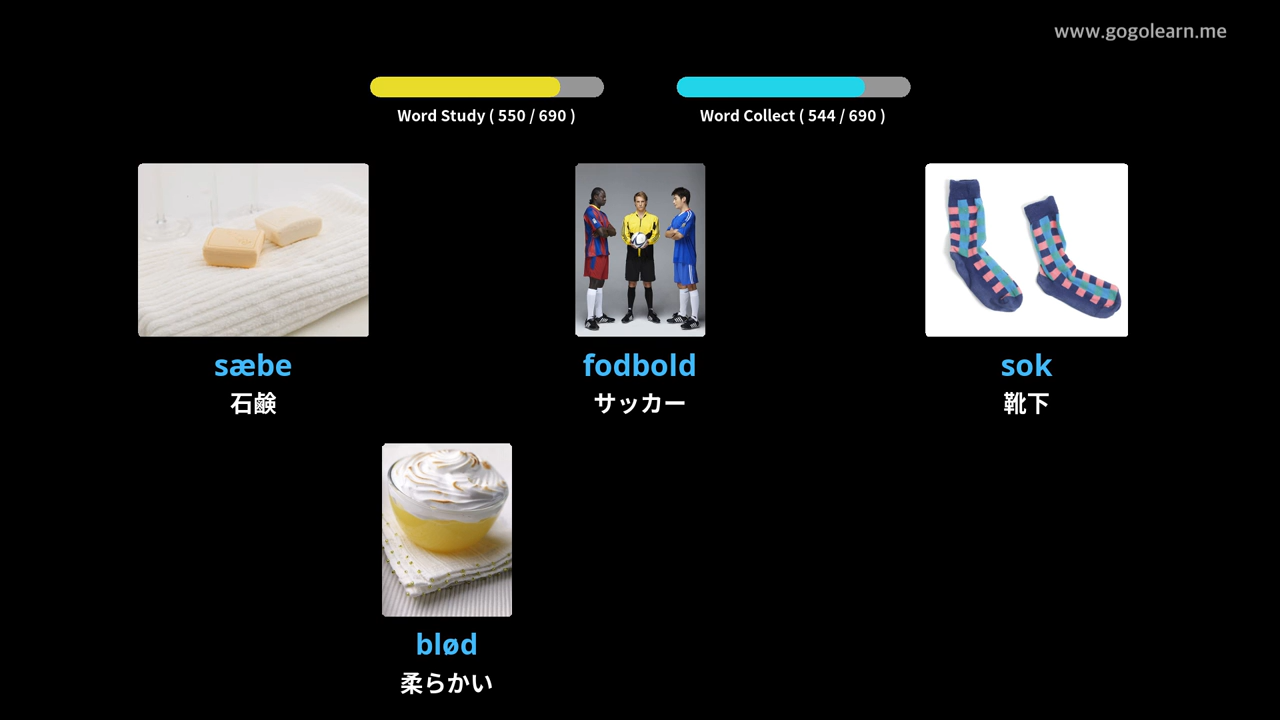 www.gogolearn.me
Word Study ( 550 / 690 )
Word Collect ( 544 / 690 )
sæbe
石鹸
fodbold
サッカー
sok
靴下
blød
柔らかい